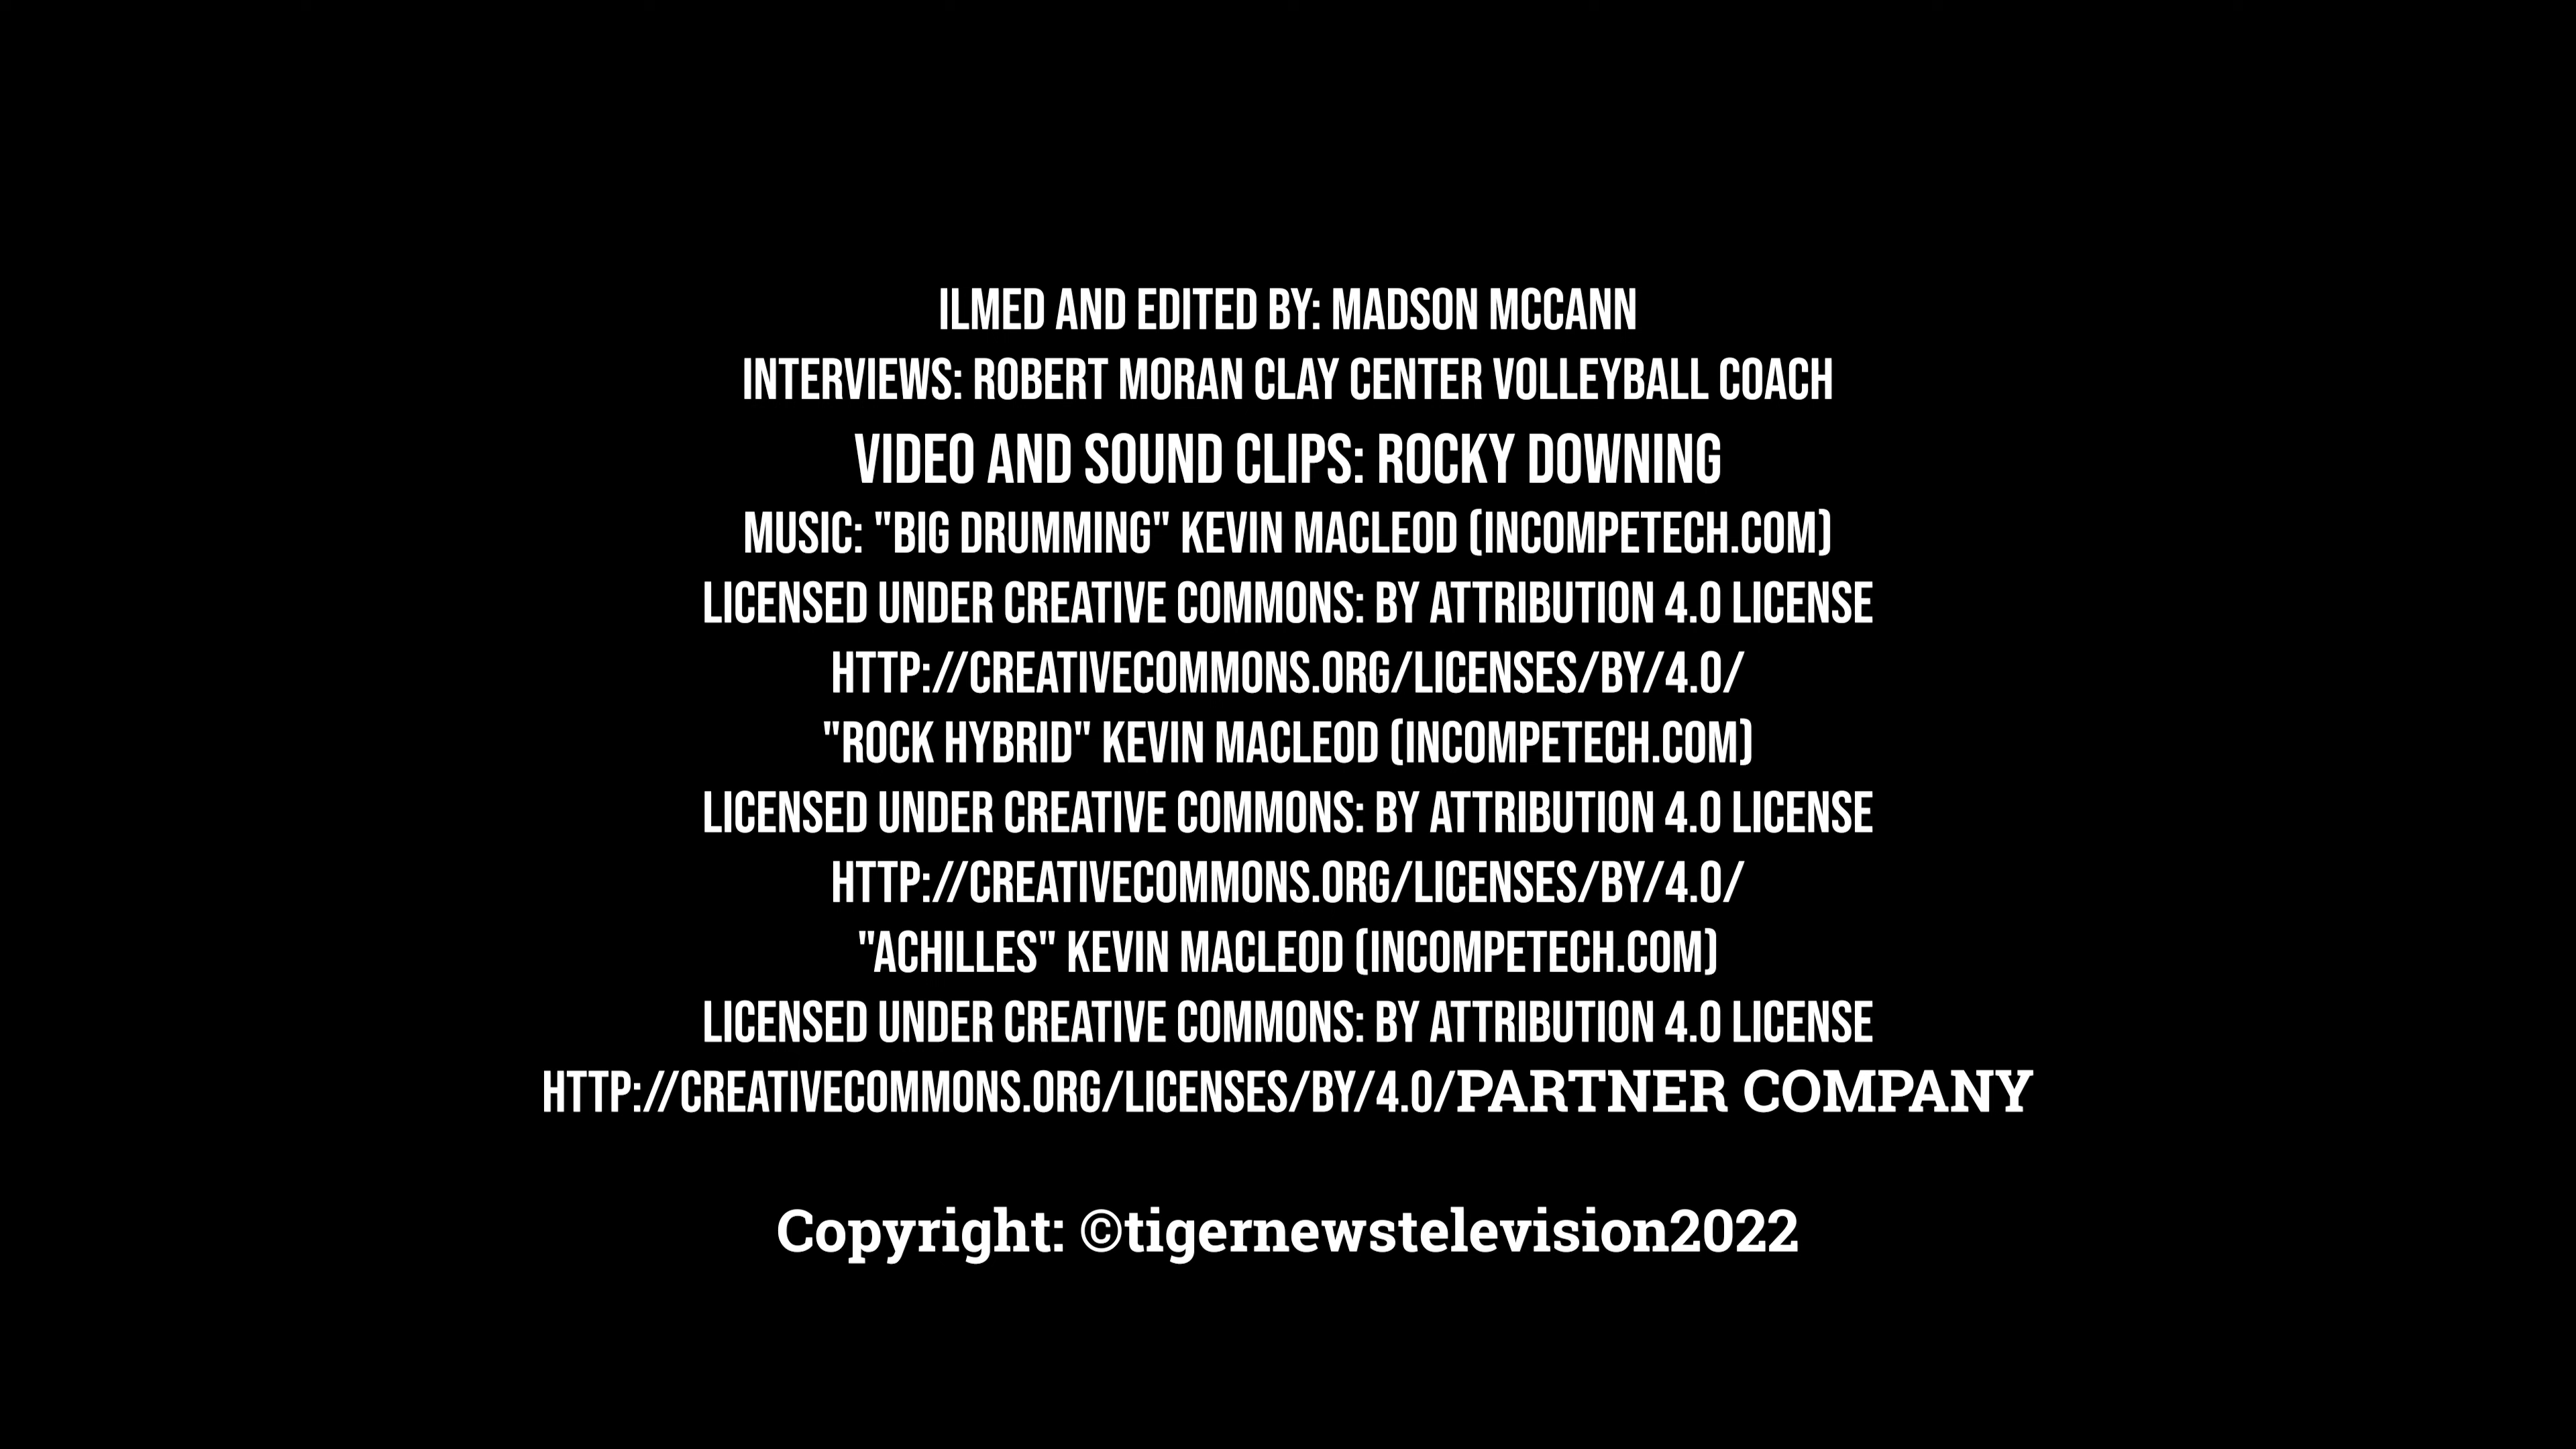 ILMED AND EDITED BY: MADSON MCCANN
INTERVIEWS: ROBERT MORAN CLAY CENTER VOLLEYBALL COACH
VIDEO AND SOUND CLIPS: ROCKY DOWNING
MUSIC: "BIG DRUMMING" KEVIN MACLEOD (INCOMPETECH.COM)
LICENSED UNDER CREATIVE COMMONS: BY ATTRIBUTION 4.0 LICENSE
HTTP://CREATIVECOMMONS.ORG/LICENSES/BY/4.0/
"ROCK HYBRID" KEVIN MACLEOD (INCOMPETECH.COM)
LICENSED UNDER CREATIVE COMMONS: BY ATTRIBUTION 4.0 LICENSE
HTTP://CREATIVECOMMONS.ORG/LICENSES/BY/4.0/
"ACHILLES" KEVIN MACLEOD (INCOMPETECH.COM)
LICENSED UNDER CREATIVE COMMONS: BY ATTRIBUTION 4.0 LICENSE
HTTP://CREATIVECOMMONS.ORG/LICENSES/BY/4.0/PARTNER COMPANY
Copyright: ©tigernewstelevision2022